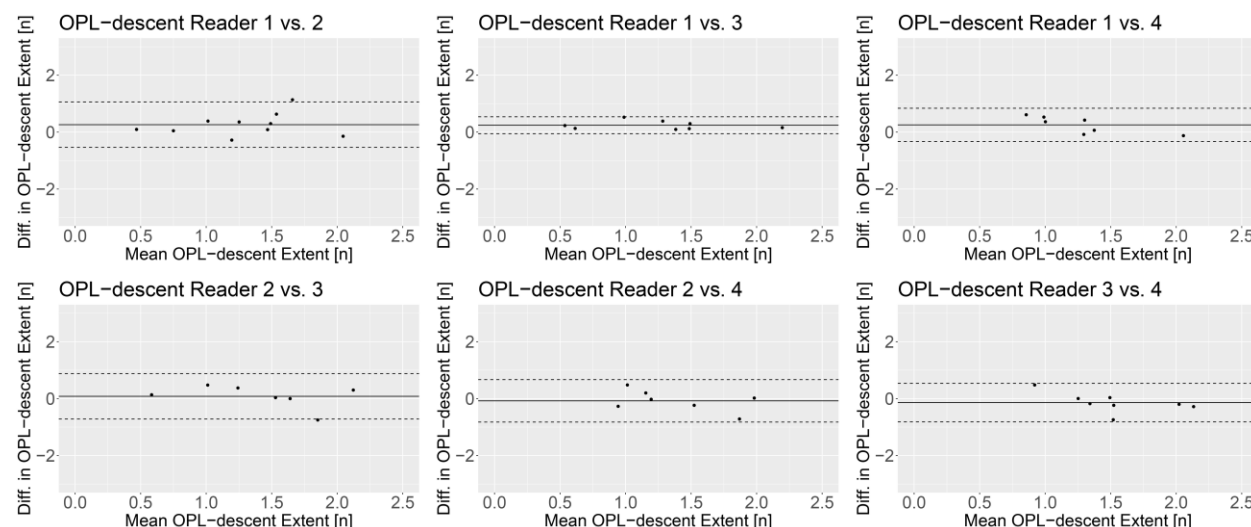 OPL−descent Reader 1 vs. 2
Diff. in OPL−descent Extent [n]
2
0
−2
0.0 0.5 1.0 1.5 2.0 2.5
Mean OPL−descent Extent [n]
OPL−descent Reader 1 vs. 3
Diff. in OPL−descent Extent [n]
2
0
−2
0.0 0.5 1.0 1.5 2.0 2.5
Mean OPL−descent Extent [n]
OPL−descent Reader 1 vs. 4
Diff. in OPL−descent Extent [n]
2
0
−2
0.0 0.5 1.0 1.5 2.0 2.5
Mean OPL−descent Extent [n]
OPL−descent Reader 2 vs. 3
Diff. in OPL−descent Extent [n]
2
0
−2
0.0 0.5 1.0 1.5 2.0 2.5
Mean OPL−descent Extent [n]
OPL−descent Reader 2 vs. 4
Diff. in OPL−descent Extent [n]
2
0
−2
0.0 0.5 1.0 1.5 2.0 2.5
Mean OPL−descent Extent [n]
OPL−descent Reader 3 vs. 4
Diff. in OPL−descent Extent [n]
2
0
−2
0.0 0.5 1.0 1.5 2.0 2.5
Mean OPL−descent Extent [n]